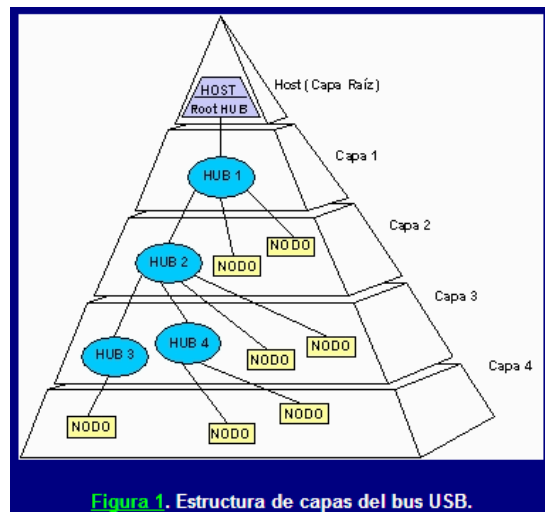 Host (Capa Raíz)
HOST
Root HUB
Capa 1
HUB 1
Capa 2
NODO
HUB 2
NODO
Capa 3
NODO
HUB 4
NODO
HUB 3
Capa 4
NODO
NODO
NODO
Figura 1. Estructura de capas del bus USB.